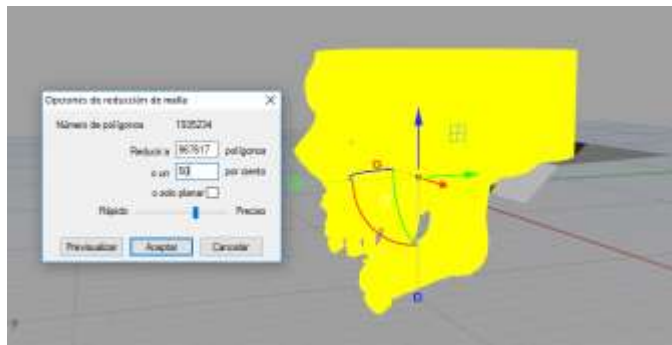 Opciones de reducción de malla
Número de polígonos 1935234
Reducir a 967617 polígonos
o un 50 por ciento
o solo planar
Rápido Preciso
Previsualizar Aceptar Cancelar